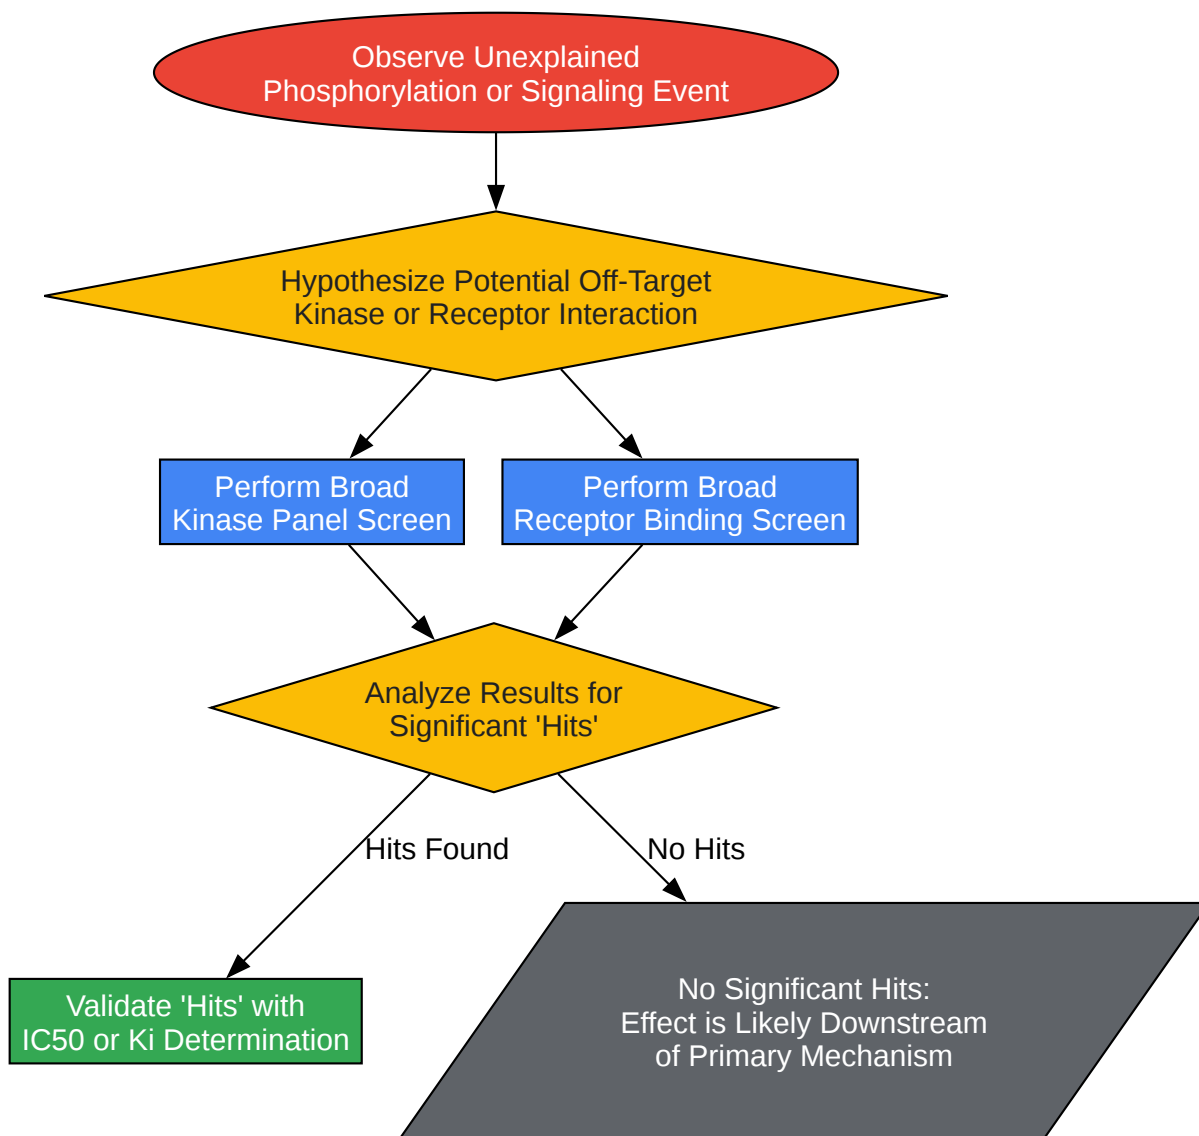 Observe Unexplained
Phosphorylation or Signaling Event
Hypothesize Potential Off-Target
Kinase or Receptor Interaction
Perform Broad
Kinase Panel Screen
Perform Broad
Receptor Binding Screen
Analyze Results for
Significant 'Hits'
Hits Found
No Hits
Validate 'Hits' with
IC50 or Ki Determination
No Significant Hits:
Effect is Likely Downstream
of Primary Mechanism